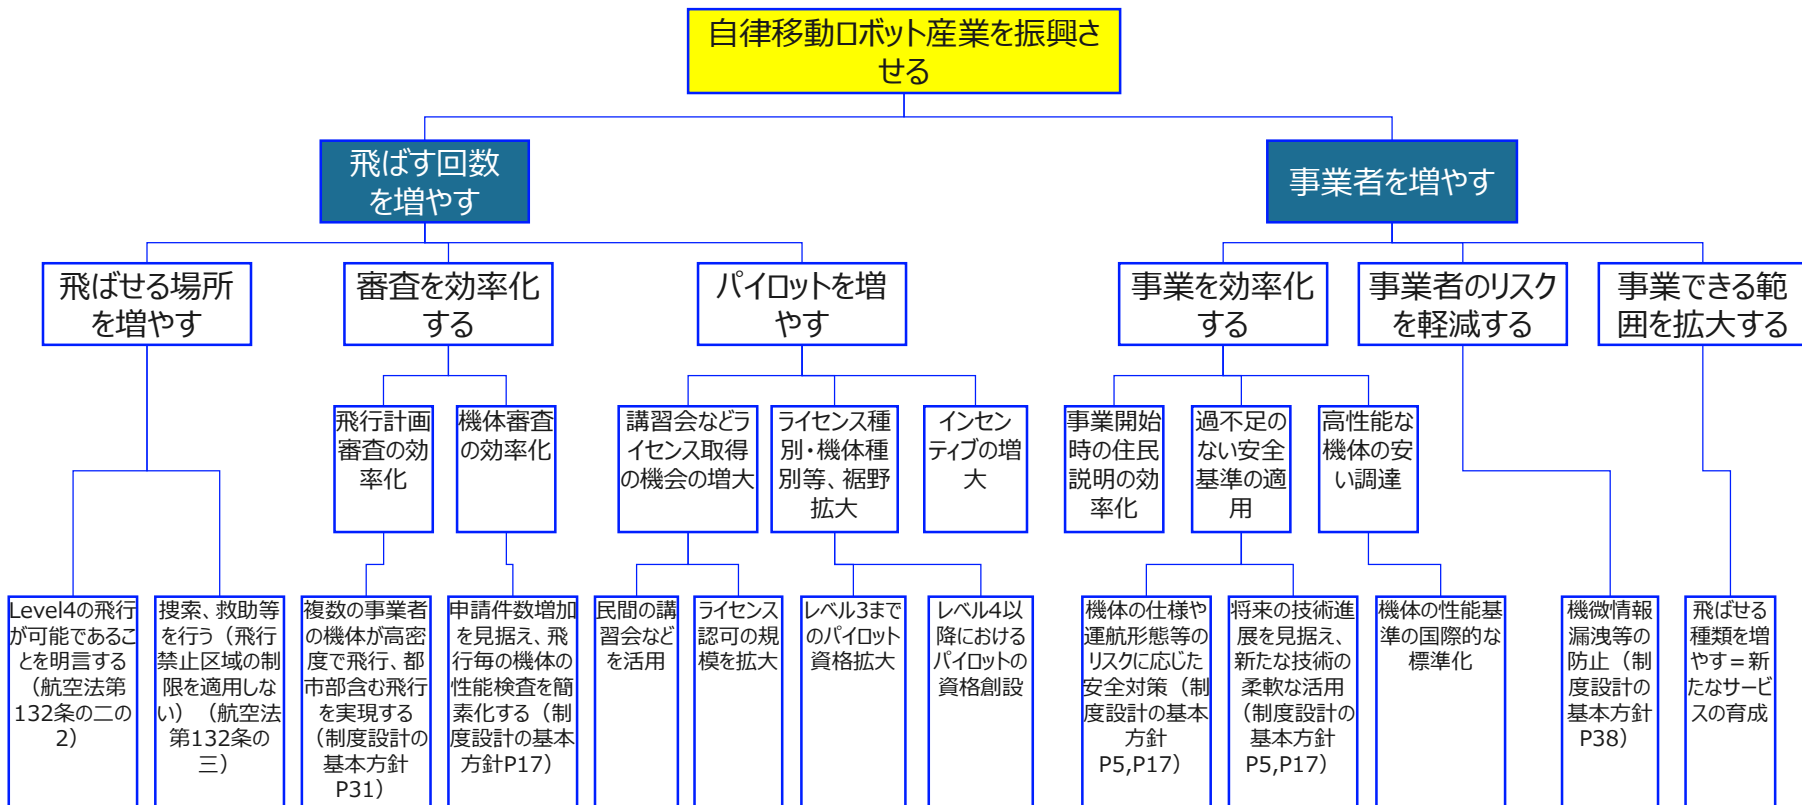 自律移動ロボット産業を振興さ
せる
飛ばす回数
を増やす
事業者を増やす
飛ばせる場所
を増やす
審査を効率化
する
パイロットを増
やす
事業を効率化
する
事業者のリスク
を軽減する
事業できる範
囲を拡大する
飛行計画
審査の効
率化
機体審査
の効率化
講習会などラ
イセンス取得
の機会の増大
ライセンス種
別・機体種
別等、裾野
拡大
インセン
ティブの増
大
事業開始
時の住民
説明の効
率化
過不足の
ない安全
基準の適
用
高性能な
機体の安
い調達
Level4の飛行
が可能であるこ
とを明言する
（航空法第
132条の二の
2）
捜索、救助等
を行う（飛行
禁止区域の制
限を適用しな
い）（航空法
第132条の
三）
複数の事業者
の機体が高密
度で飛行、都
市部含む飛行
を実現する
（制度設計の
基本方針
P31）
申請件数増加
を見据え、飛
行毎の機体の
性能検査を簡
素化する（制
度設計の基本
方針P17）
民間の講
習会など
を活用
ライセンス
認可の規
模を拡大
レベル3まで
のパイロット
資格拡大
レベル4以
降における
パイロットの
資格創設
機体の仕様や
運航形態等の
リスクに応じた
安全対策（制
度設計の基本
方針
P5,P17）
将来の技術進
展を見据え、
新たな技術の
柔軟な活用
（制度設計の
基本方針
P5,P17）
機体の性能基
準の国際的な
標準化
機微情報
漏洩等の
防止（制
度設計の
基本方針
P38）
飛ばせる
種類を増
やす＝新
たなサービ
スの育成